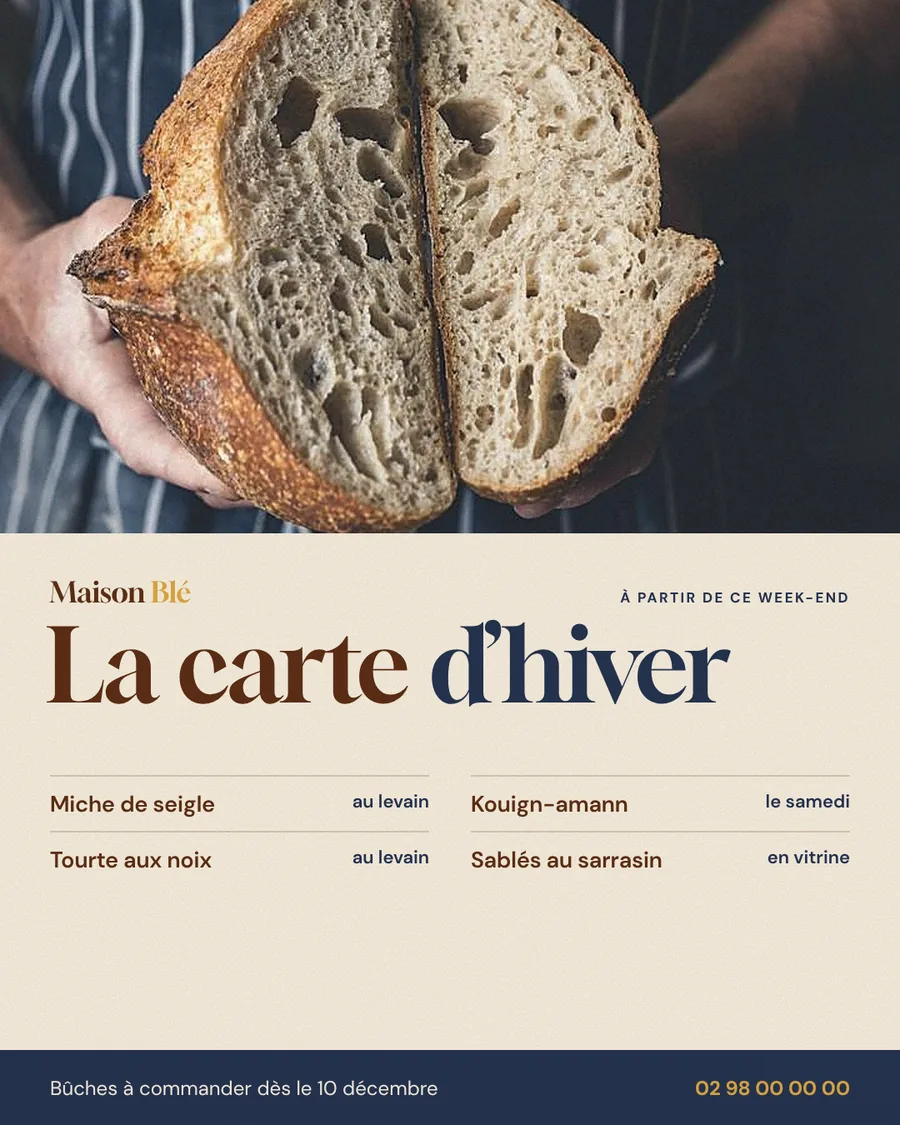 Maison Blé
À PARTIR DE CE WEEK-END
La carte d’hiver
Miche de seigle au levain
Kouign-amann le samedi
Tourte aux noix au levain
Sablés au sarrasin en vitrine
Bûches à commander dès le 10 décembre
02 98 00 00 00